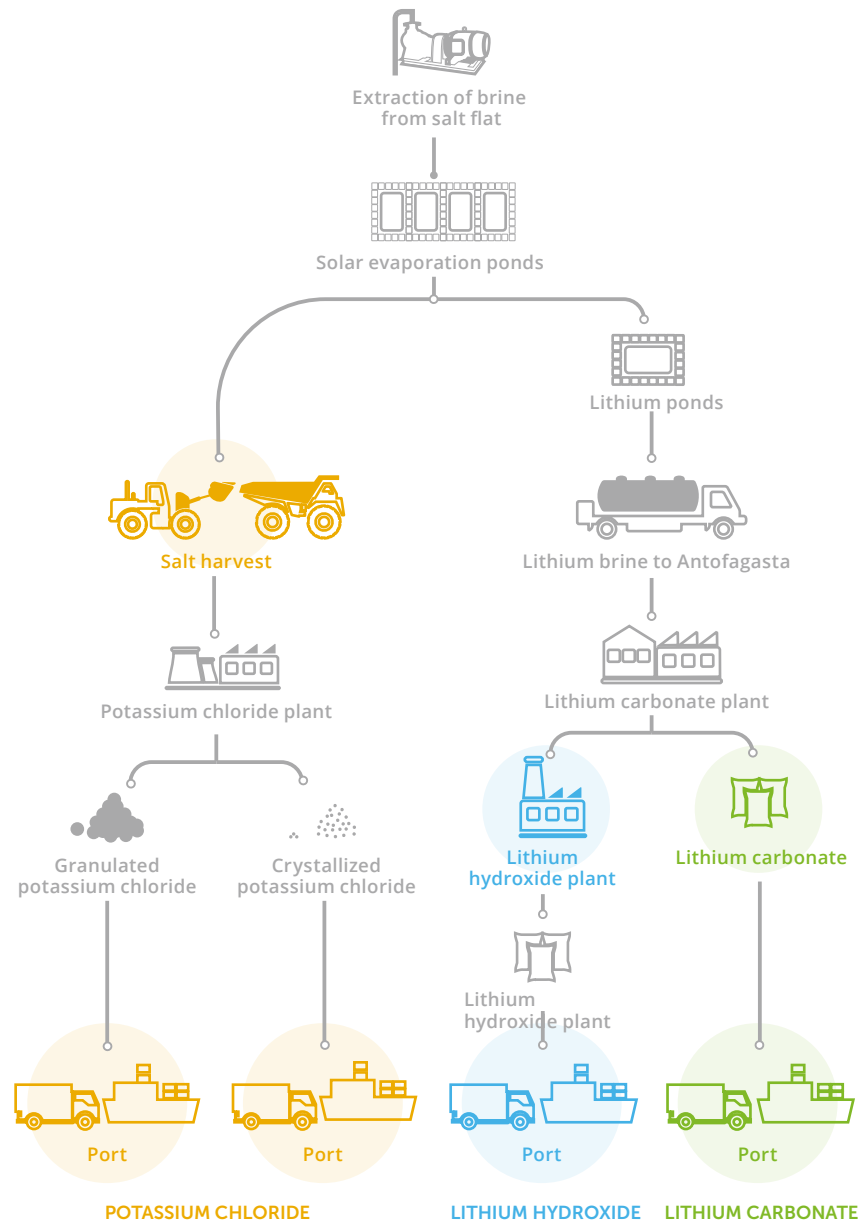 Extraction of brine
from salt flat
Solar evaporation ponds
Lithium ponds
Salt harvest
Lithium brine to Antofagasta
Potassium chloride plant
Lithium carbonate plant
Granulated
potassium chloride
Crystallized
potassium chloride
Lithium
hydroxide plant
Lithium carbonate
Lithium
hydroxide plant
Port
Port
Port
Port
POTASSIUM CHLORIDE
LITHIUM HYDROXIDE
LITHIUM CARBONATE